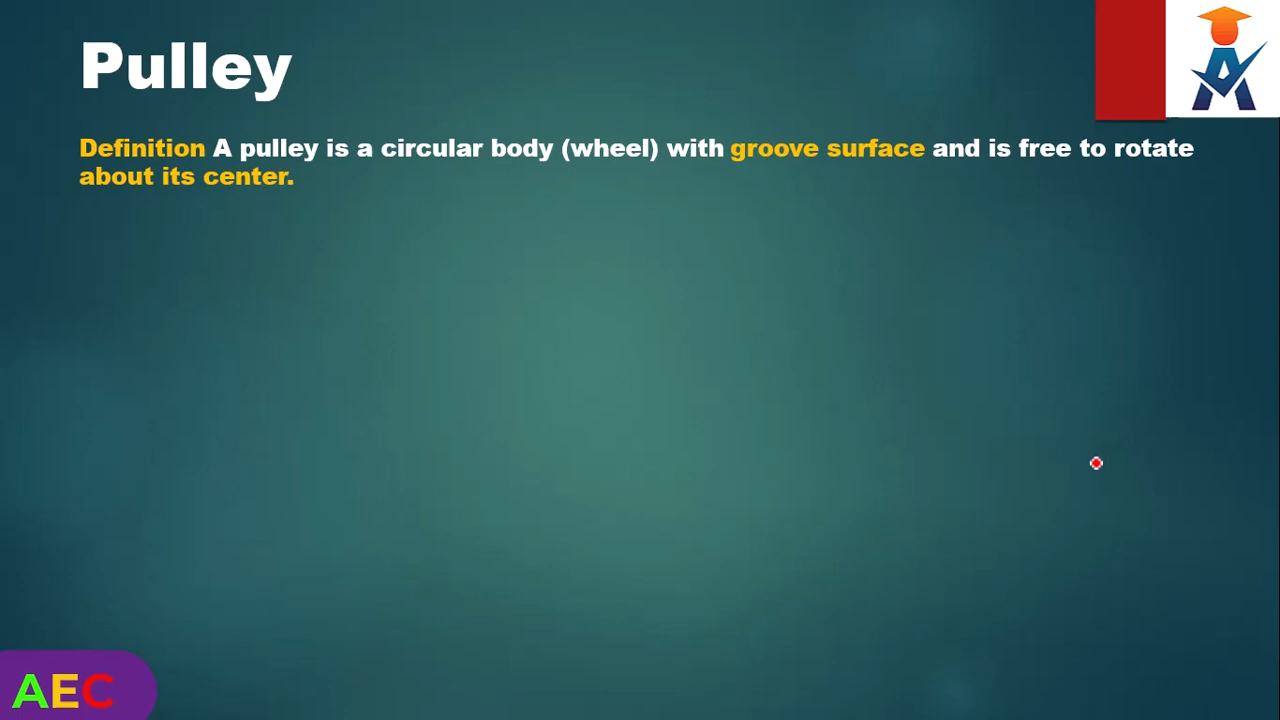 Pulley
Definition A pulley is a circular body (wheel) with groove surface and is free to rotate
about its center.
AEC